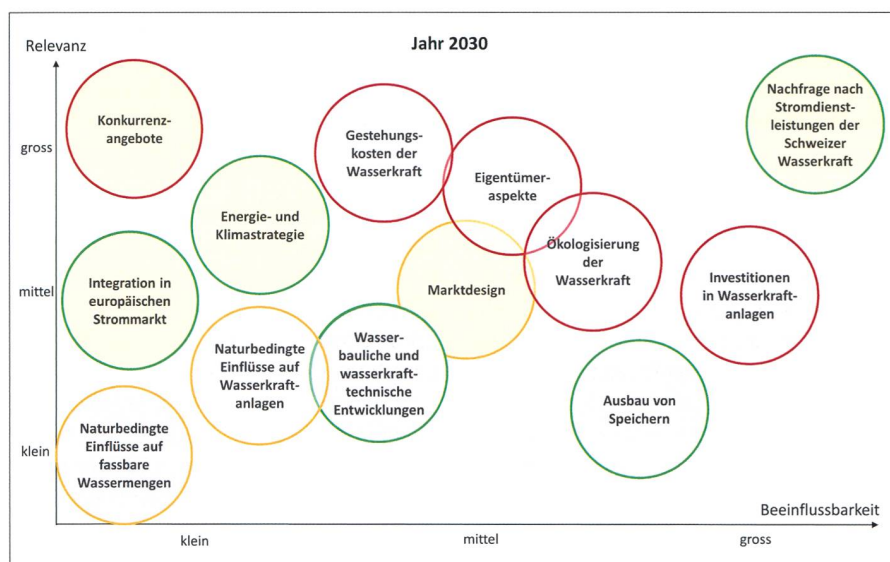 Jahr 2030
Relevanz
gross
mittel
klein
Konkurrenz-
angebote
Gestehungs-
kosten der
Wasserkraft
Eigentümer-
aspekte
Nachfrage nach
Stromdienst-
leistungen der
Schweizer
Wasserkraft
Energie- und
Klimastrategie
Integration in
europäischen
Strommarkt
Marktdesign
Ökologisierung
der
Wasserkraft
Investitionen
in Wasserkraft-
anlagen
Naturbedingte
Einflüsse auf
Wasserkraft-
anlagen
Wasser-
bauliche und
wasserkraft-
technische
Entwicklungen
Ausbau von
Speichern
Naturbedingte
Einflüsse auf
fassbare
Wassermengen
Beeinflussbarkeit
klein
mittel
gross